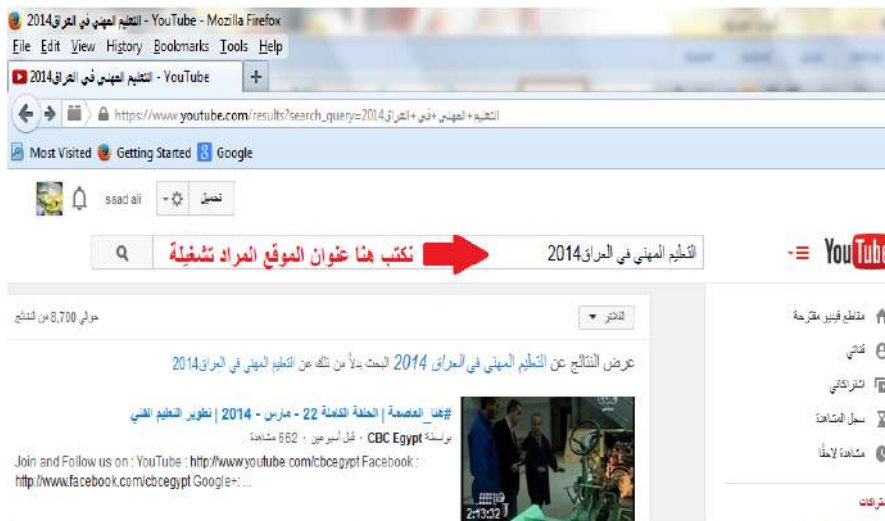 التعليم المهني في العراق2014 - YouTube - Mozilla Firefox
File Edit View History Bookmarks Tools Help
التعليم المهني في العراق2014 - YouTube
https://www.youtube.com/results?search_query=التعليم+المهني+في+العراق2014
Most Visited Getting Started Google
saad ali تحميل
YouTube
التعليم المهني في العراق2014
نكتب هنا عنوان الموقع المراد تشغيلة
مقاطع فيديو مقترحة
قناتي
اشتراكاتي
سجل المشاهدة
مشاهدة لاحقًا
الفلاتر
حوالي 8,700 من النتائج
عرض النتائج عن التعليم المهني في العراق 2014 البحث بدلاً من ذلك عن التعليم المهني في العراق2014
#هنا_العاصمة | الحلقة الكاملة 22 - مارس - 2014 | تطوير التعليم الفني
بواسطة CBC Egypt · قبل أسبوعين · 662 مشاهدة
Join and Follow us on : YouTube : http://www.youtube.com/cbcegypt Facebook :
http://www.facebook.com/cbcegypt Google+: ...
2:13:32